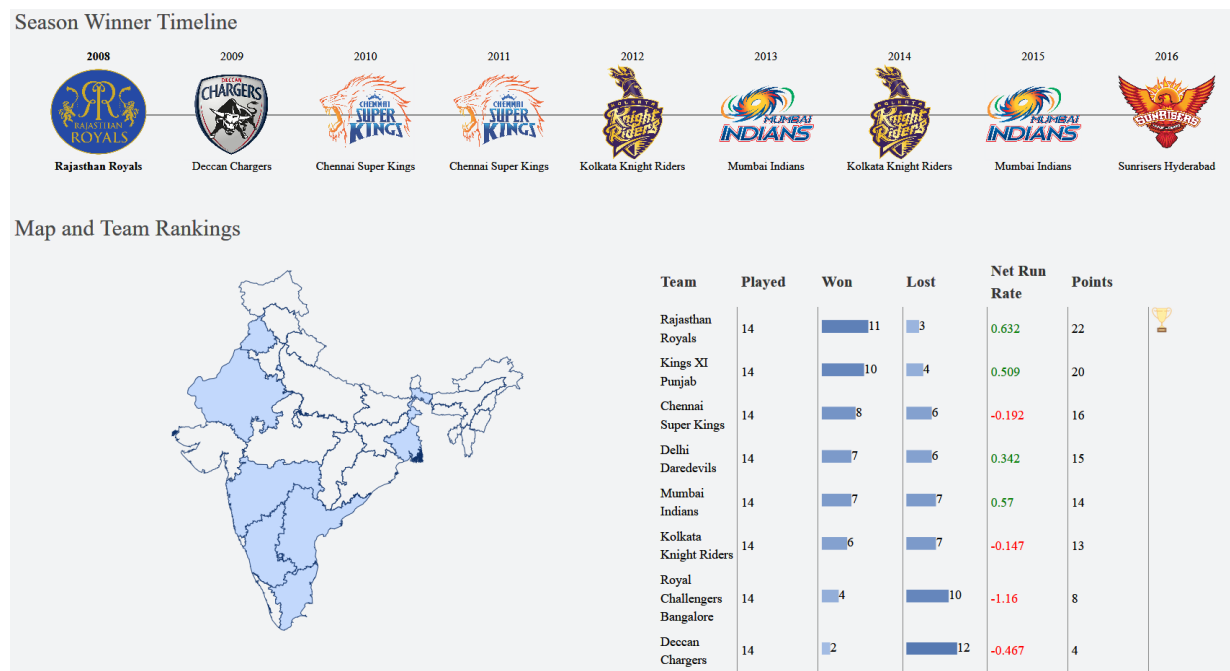 Season Winner Timeline
2008 2009 2010 2011 2012 2013 2014 2015 2016
RAJASTHAN
ROYALS
DECCAN
CHARGERS
CHENNAI
SUPER
KINGS
CHENNAI
SUPER
KINGS
KOLKATA
Knight
Riders
MUMBAI
INDIANS
KOLKATA
Knight
Riders
MUMBAI
INDIANS
SUNRISERS
Rajasthan Royals Deccan Chargers Chennai Super Kings Chennai Super Kings Kolkata Knight Riders Mumbai Indians Kolkata Knight Riders Mumbai Indians Sunrisers Hyderabad
Map and Team Rankings
Team Played Won Lost Net Run Rate Points
Rajasthan Royals 14 11 3 0.632 22
Kings XI Punjab 14 10 4 0.509 20
Chennai Super Kings 14 8 6 -0.192 16
Delhi Daredevils 14 7 6 0.342 15
Mumbai Indians 14 7 7 0.57 14
Kolkata Knight Riders 14 6 7 -0.147 13
Royal Challengers Bangalore 14 4 10 -1.16 8
Deccan Chargers 14 2 12 -0.467 4